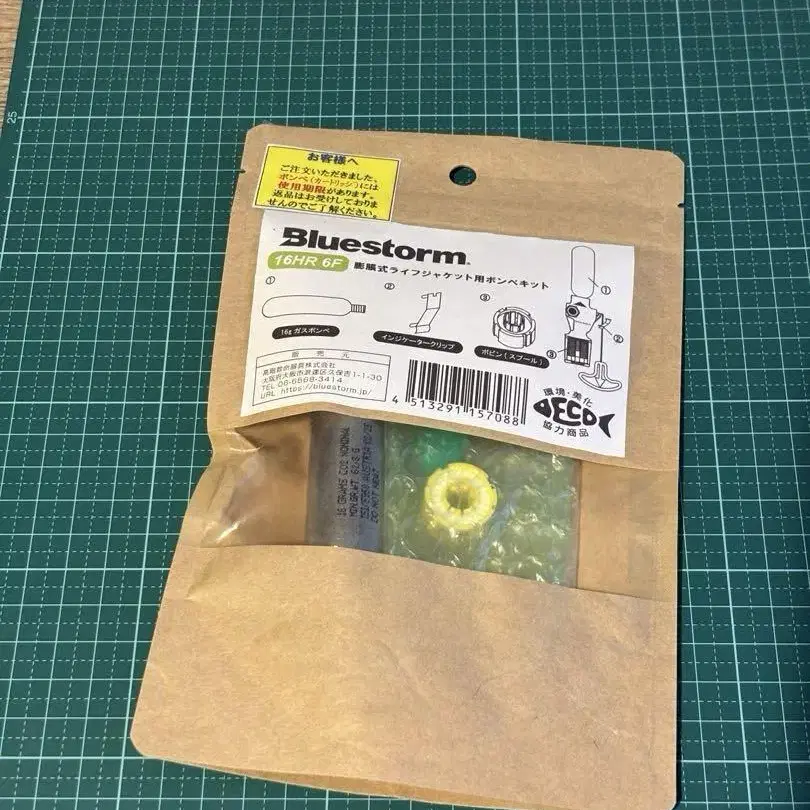 25
お客様へ
ご注文いただきました、
ボンベ(カートリッジ)には
使用期限があります。
返品はお受けしておりま
せんのでご了解ください。
Bluestorm
16HR 6F 膨脹式ライフジャケット用ボンベキット
① ② ③ ①
②
③
16g ガスボンベ
インジケータークリップ
ボビン(スプール)
販売元
高階救命器具株式会社
大阪府大阪市浪速区久保吉1-1-30
TEL 06-6568-3414
URL https://bluestorm.jp/
4 513291 157088
環境・美化
ECO
協力商品